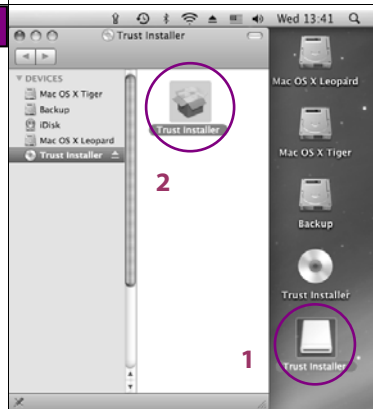 Wed 13:41
Trust Installer
DEVICES
Mac OS X Tiger
Backup
iDisk
Mac OS X Leopard
Trust Installer
Trust Installer
2
Mac OS X Leopard
Mac OS X Tiger
Backup
Trust Installer
1
Trust Installer